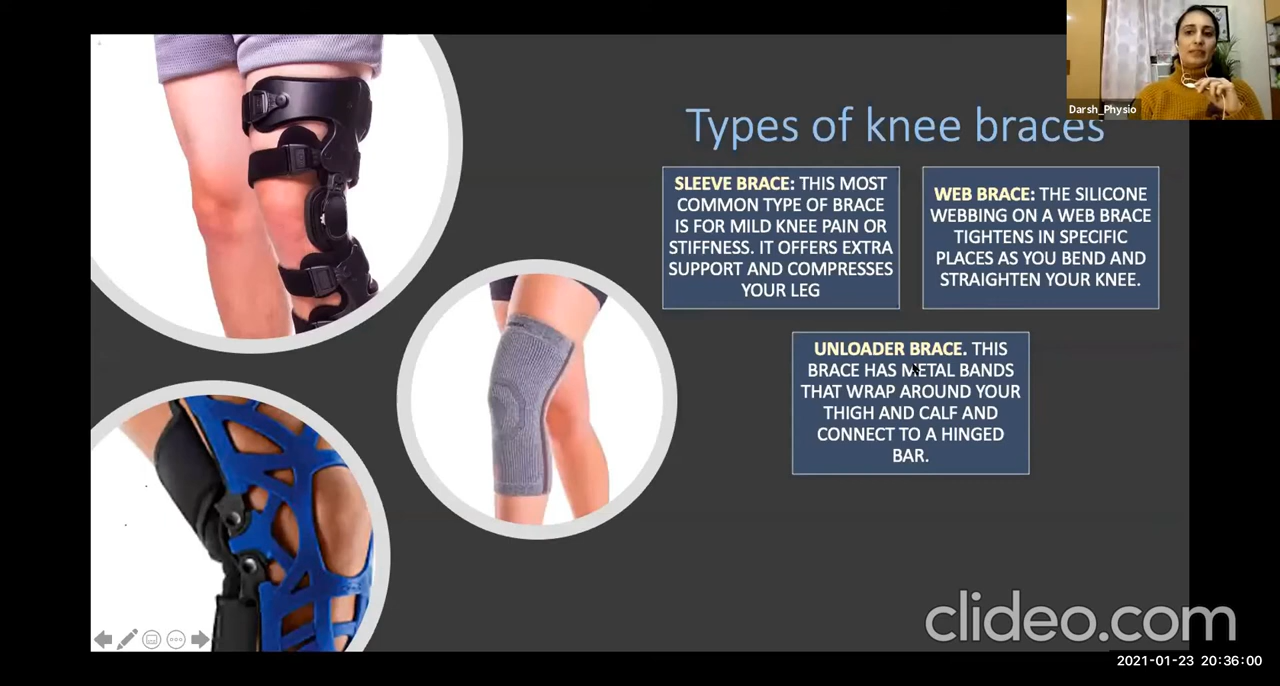 Darsh_Physio
Types of knee braces
SLEEVE BRACE: THIS MOST
COMMON TYPE OF BRACE
IS FOR MILD KNEE PAIN OR
STIFFNESS. IT OFFERS EXTRA
SUPPORT AND COMPRESSES
YOUR LEG
WEB BRACE: THE SILICONE
WEBBING ON A WEB BRACE
TIGHTENS IN SPECIFIC
PLACES AS YOU BEND AND
STRAIGHTEN YOUR KNEE.
UNLOADER BRACE. THIS
BRACE HAS METAL BANDS
THAT WRAP AROUND YOUR
THIGH AND CALF AND
CONNECT TO A HINGED
BAR.
clideo.com
2021-01-23 20:36:00